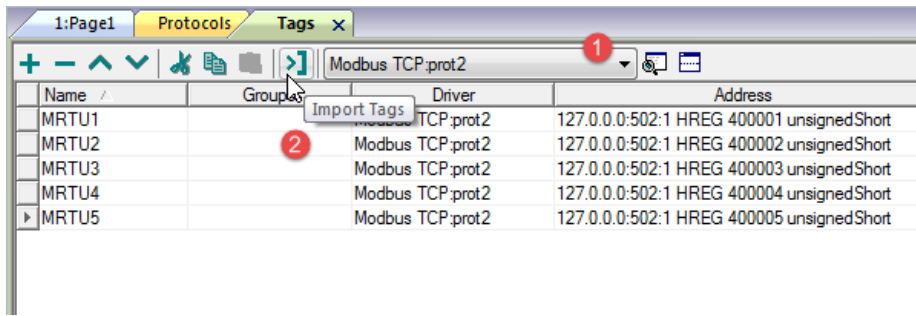 1:Page1 Protocols Tags x
Modbus TCP:prot2 1
Name Group Driver Address
Import Tags
2
MRTU1 Modbus TCP:prot2 127.0.0.0:502:1 HREG 400001 unsignedShort
MRTU2 Modbus TCP:prot2 127.0.0.0:502:1 HREG 400002 unsignedShort
MRTU3 Modbus TCP:prot2 127.0.0.0:502:1 HREG 400003 unsignedShort
MRTU4 Modbus TCP:prot2 127.0.0.0:502:1 HREG 400004 unsignedShort
MRTU5 Modbus TCP:prot2 127.0.0.0:502:1 HREG 400005 unsignedShort